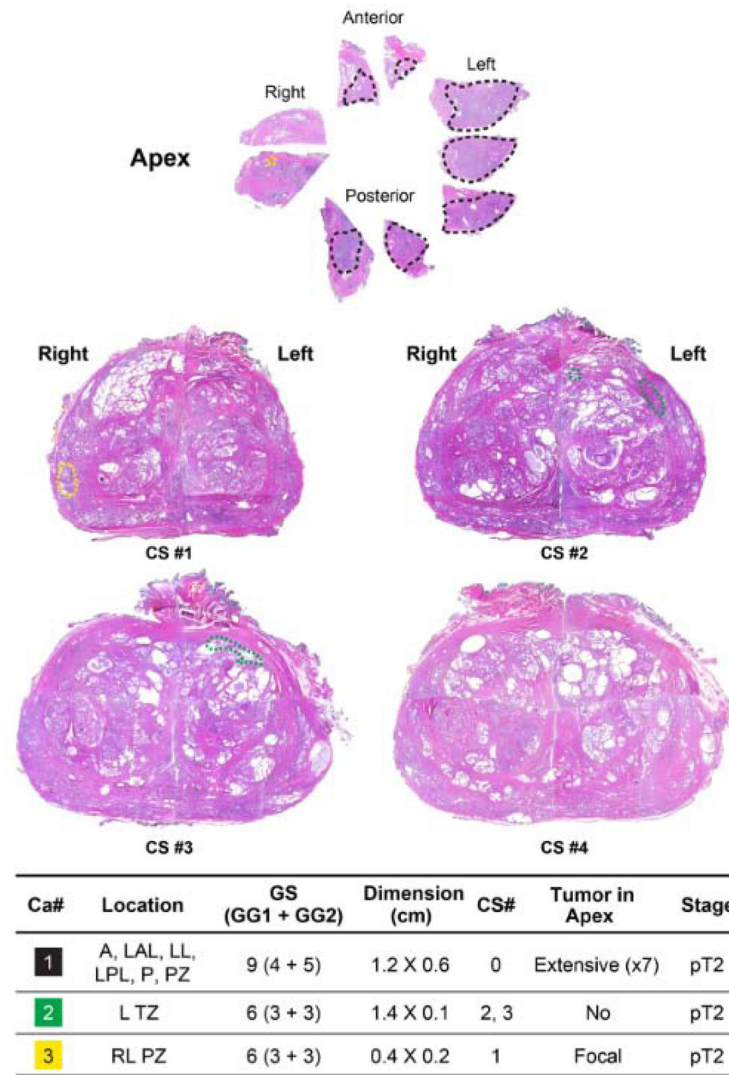 Anterior
Right
Left
Apex
Posterior
Right
Left
CS #1
Right
Left
CS #2
CS #3
CS #4
Ca# Location GS (GG1 + GG2) Dimension (cm) CS# Tumor in Apex Stage
1 A, LAL, LL, LPL, P, PZ 9 (4 + 5) 1.2 X 0.6 0 Extensive (x7) pT2
2 L TZ 6 (3 + 3) 1.4 X 0.1 2, 3 No pT2
3 RL PZ 6 (3 + 3) 0.4 X 0.2 1 Focal pT2